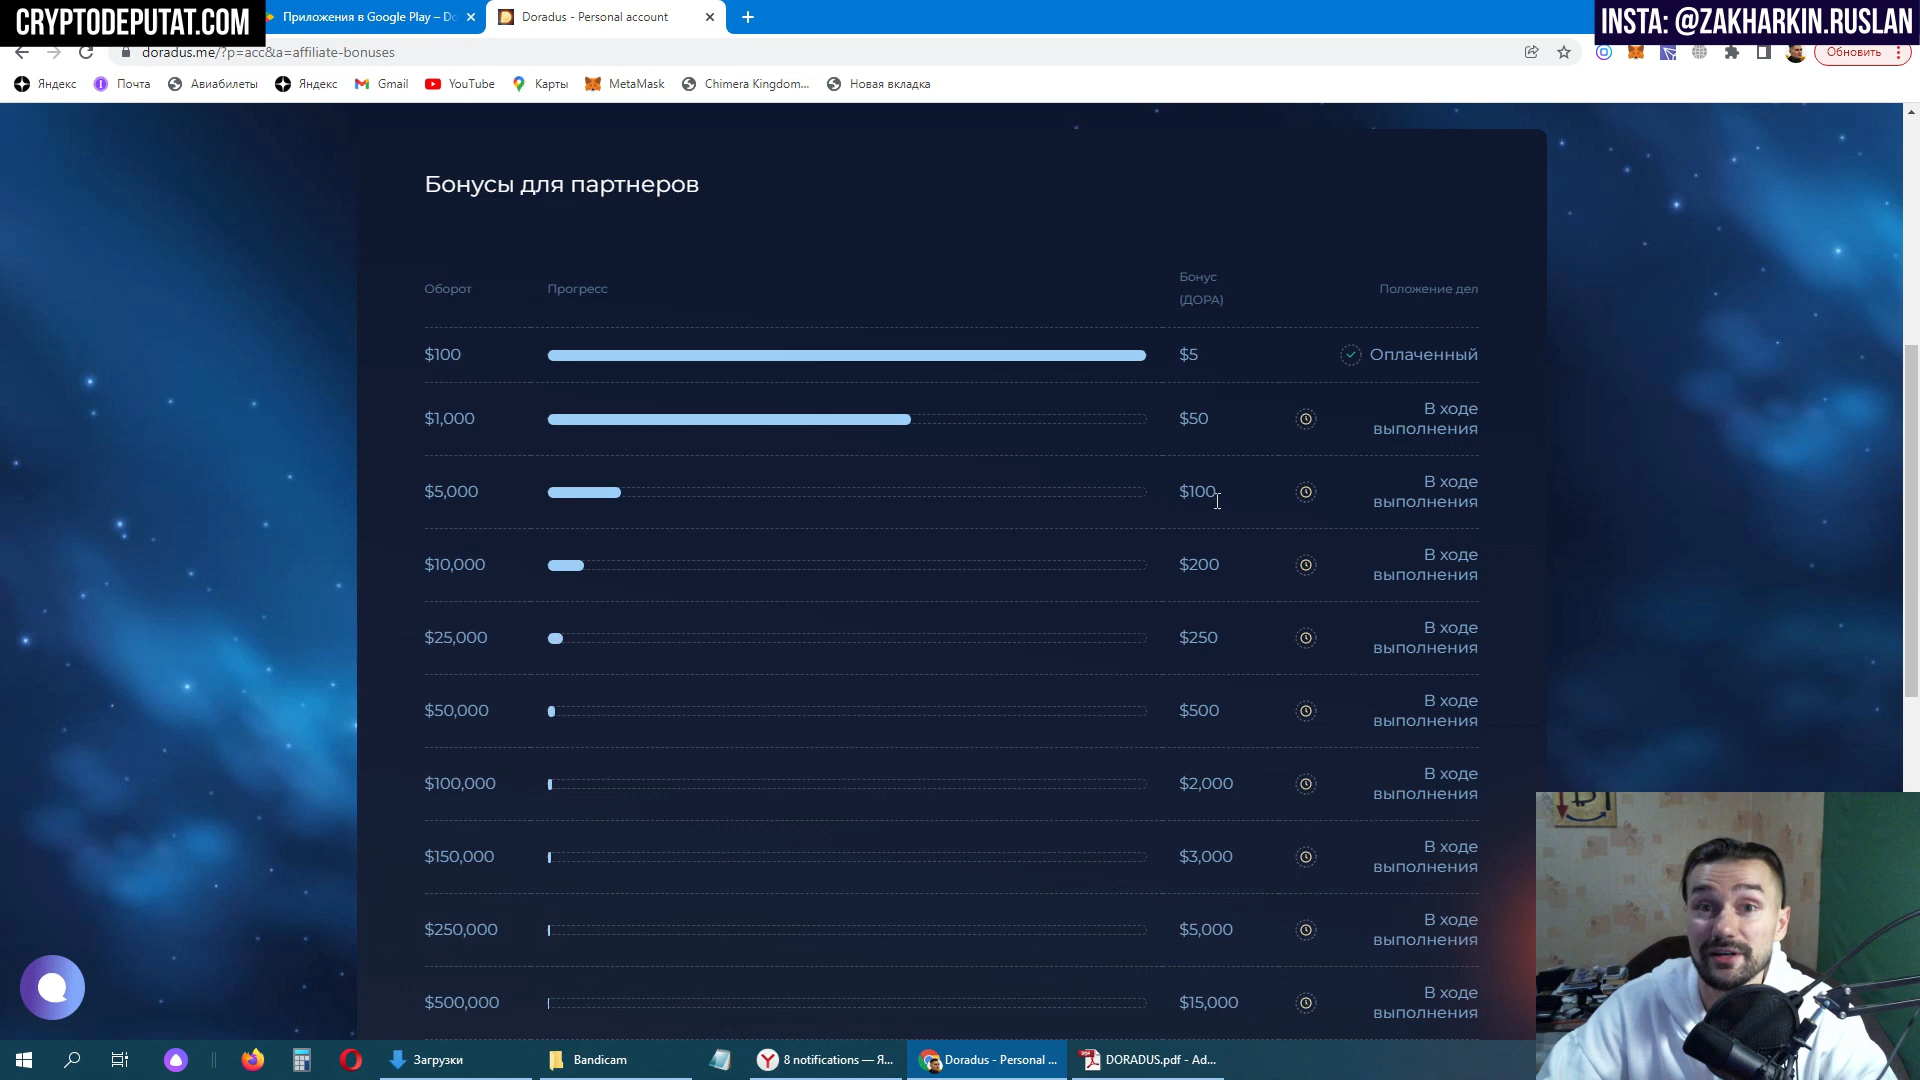 CRYPTODEPUTAT.COM
Приложения в Google Play – Do
Doradus - Personal account
INSTA: @ZAKHARKIN.RUSLAN
doradus.me/?p=acc&a=affiliate-bonuses
Обновить
Яндекс
Почта
Авиабилеты
Яндекс
Gmail
YouTube
Карты
MetaMask
Chimera Kingdom...
Новая вкладка
Бонусы для партнеров
Оборот
Прогресс
Бонус
(ДОРА)
Положение дел
$100
$5
Оплаченный
$1,000
$50
В ходе
выполнения
$5,000
$100
В ходе
выполнения
$10,000
$200
В ходе
выполнения
$25,000
$250
В ходе
выполнения
$50,000
$500
В ходе
выполнения
$100,000
$2,000
В ходе
выполнения
$150,000
$3,000
В ходе
выполнения
$250,000
$5,000
В ходе
выполнения
$500,000
$15,000
В ходе
выполнения
Загрузки
Bandicam
8 notifications — Я...
Doradus - Personal ...
DORADUS.pdf - Ad...